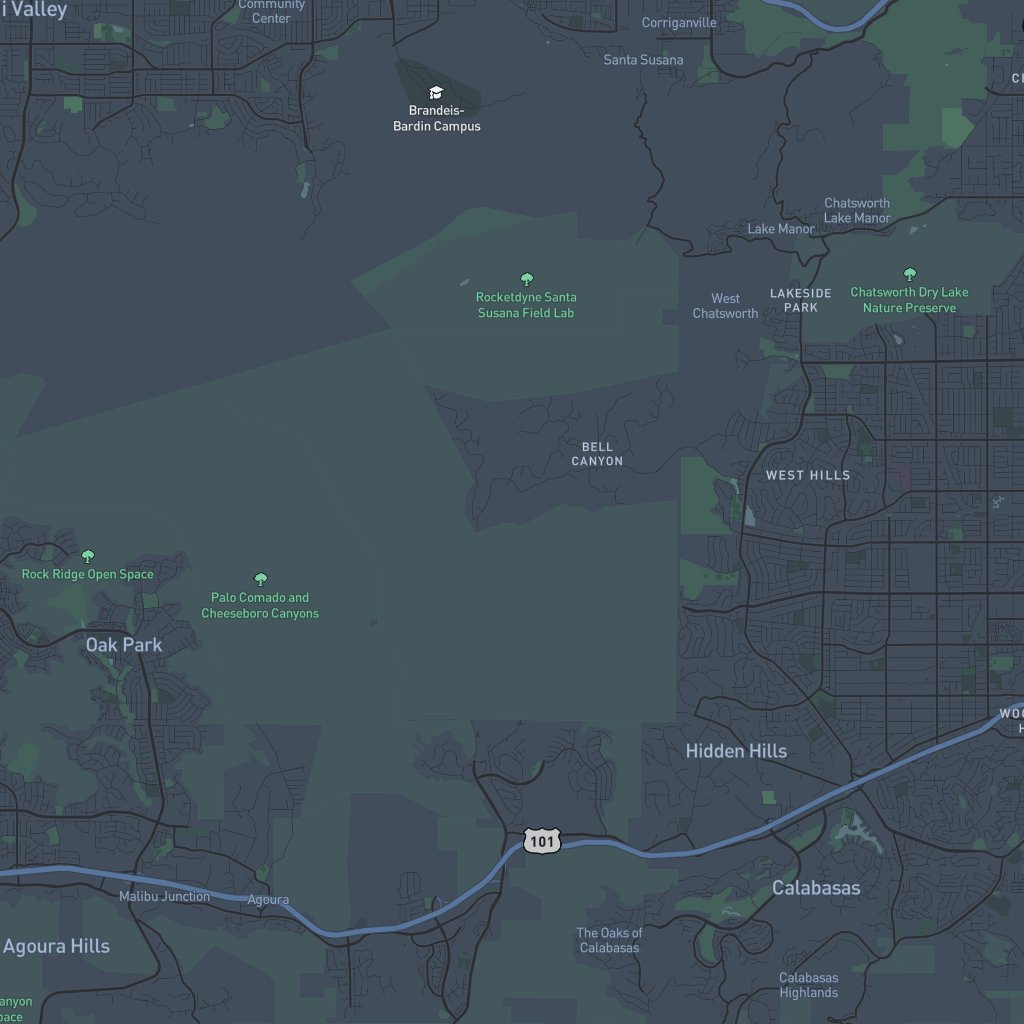 i Valley
Community
Center
Corriganville
Santa Susana
Brandeis-
Bardin Campus
Chatsworth
Lake Manor
Lake Manor
Rocketdyne Santa
Susana Field Lab
West
Chatsworth
LAKESIDE
PARK
Chatsworth Dry Lake
Nature Preserve
BELL
CANYON
WEST HILLS
Rock Ridge Open Space
Palo Comado and
Cheeseboro Canyons
Oak Park
Hidden Hills
101
Malibu Junction
Agoura
Calabasas
Agoura Hills
The Oaks of
Calabasas
Calabasas
Highlands
anyon
pace